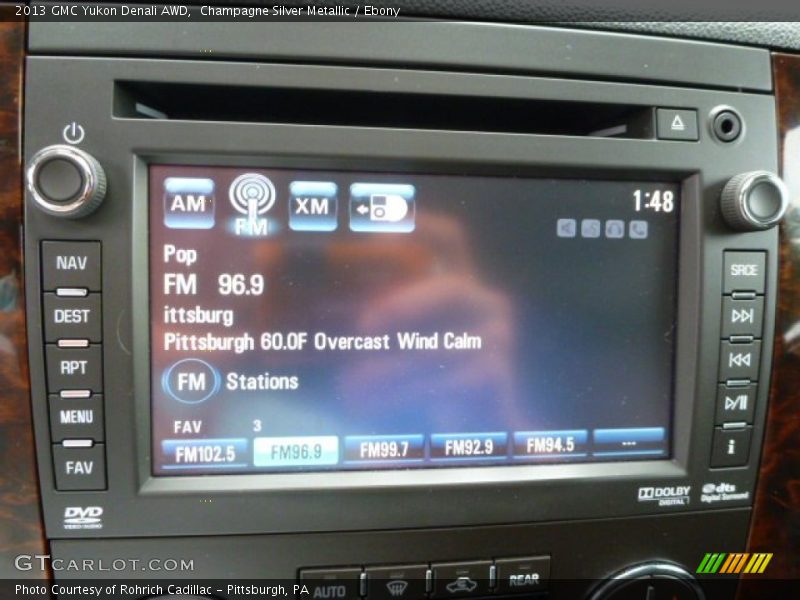 2013 GMC Yukon Denali AWD, Champagne Silver Metallic / Ebony
AM FM XM
1:48
Pop
FM 96.9
ittsburg
Pittsburgh 60.0F Overcast Wind Calm
FM Stations
FAV 3
FM102.5 FM96.9 FM99.7 FM92.9 FM94.5 ---
NAV
DEST
RPT
MENU
FAV
SRCE
i
DVD
VIDEO/AUDIO
DOLBY
DIGITAL
dts
Digital Surround
AUTO
REAR
GTCARLOT.COM
Photo Courtesy of Rohrich Cadillac - Pittsburgh, PA